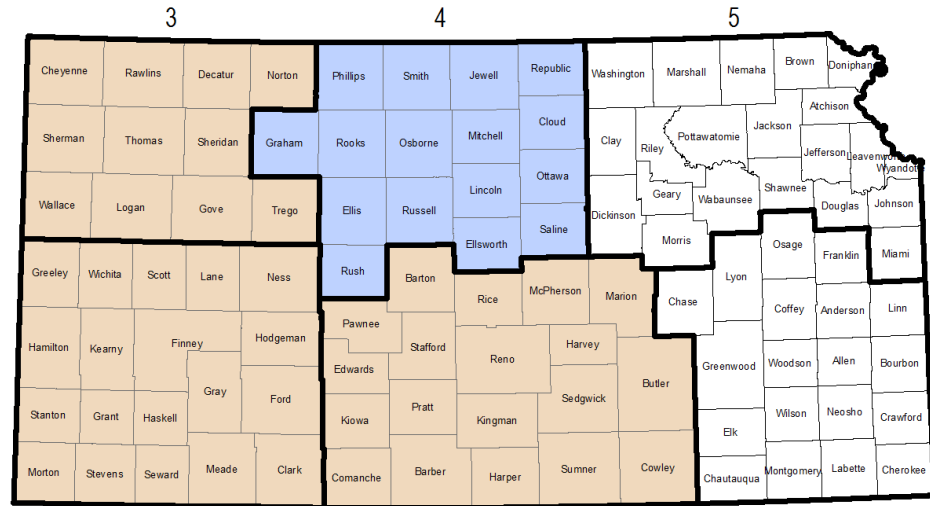 3 4 5
Cheyenne Rawlins Decatur Norton Phillips Smith Jewell Republic Washington Marshall Nemaha Brown Doniphan
Sherman Thomas Sheridan Graham Rooks Osborne Mitchell Cloud Clay Riley Pottawatomie Jackson Atchison
Jefferson Leavenwor
Wyandotte
Wallace Logan Gove Trego Ellis Russell Lincoln Ottawa Dickinson Geary Wabaunsee Shawnee Douglas Johnson
Ellsworth Saline Morris
Greeley Wichita Scott Lane Ness Rush Barton Rice McPherson Marion Chase Lyon Osage Franklin Miami
Hamilton Kearny Finney Hodgeman Pawnee Stafford Reno Harvey Coffey Anderson Linn
Edwards Butler Greenwood Woodson Allen Bourbon
Stanton Grant Haskell Gray Ford Kiowa Pratt Kingman Sedgwick Elk Wilson Neosho Crawford
Morton Stevens Seward Meade Clark Comanche Barber Harper Sumner Cowley Chautauqua Montgomery Labette Cherokee